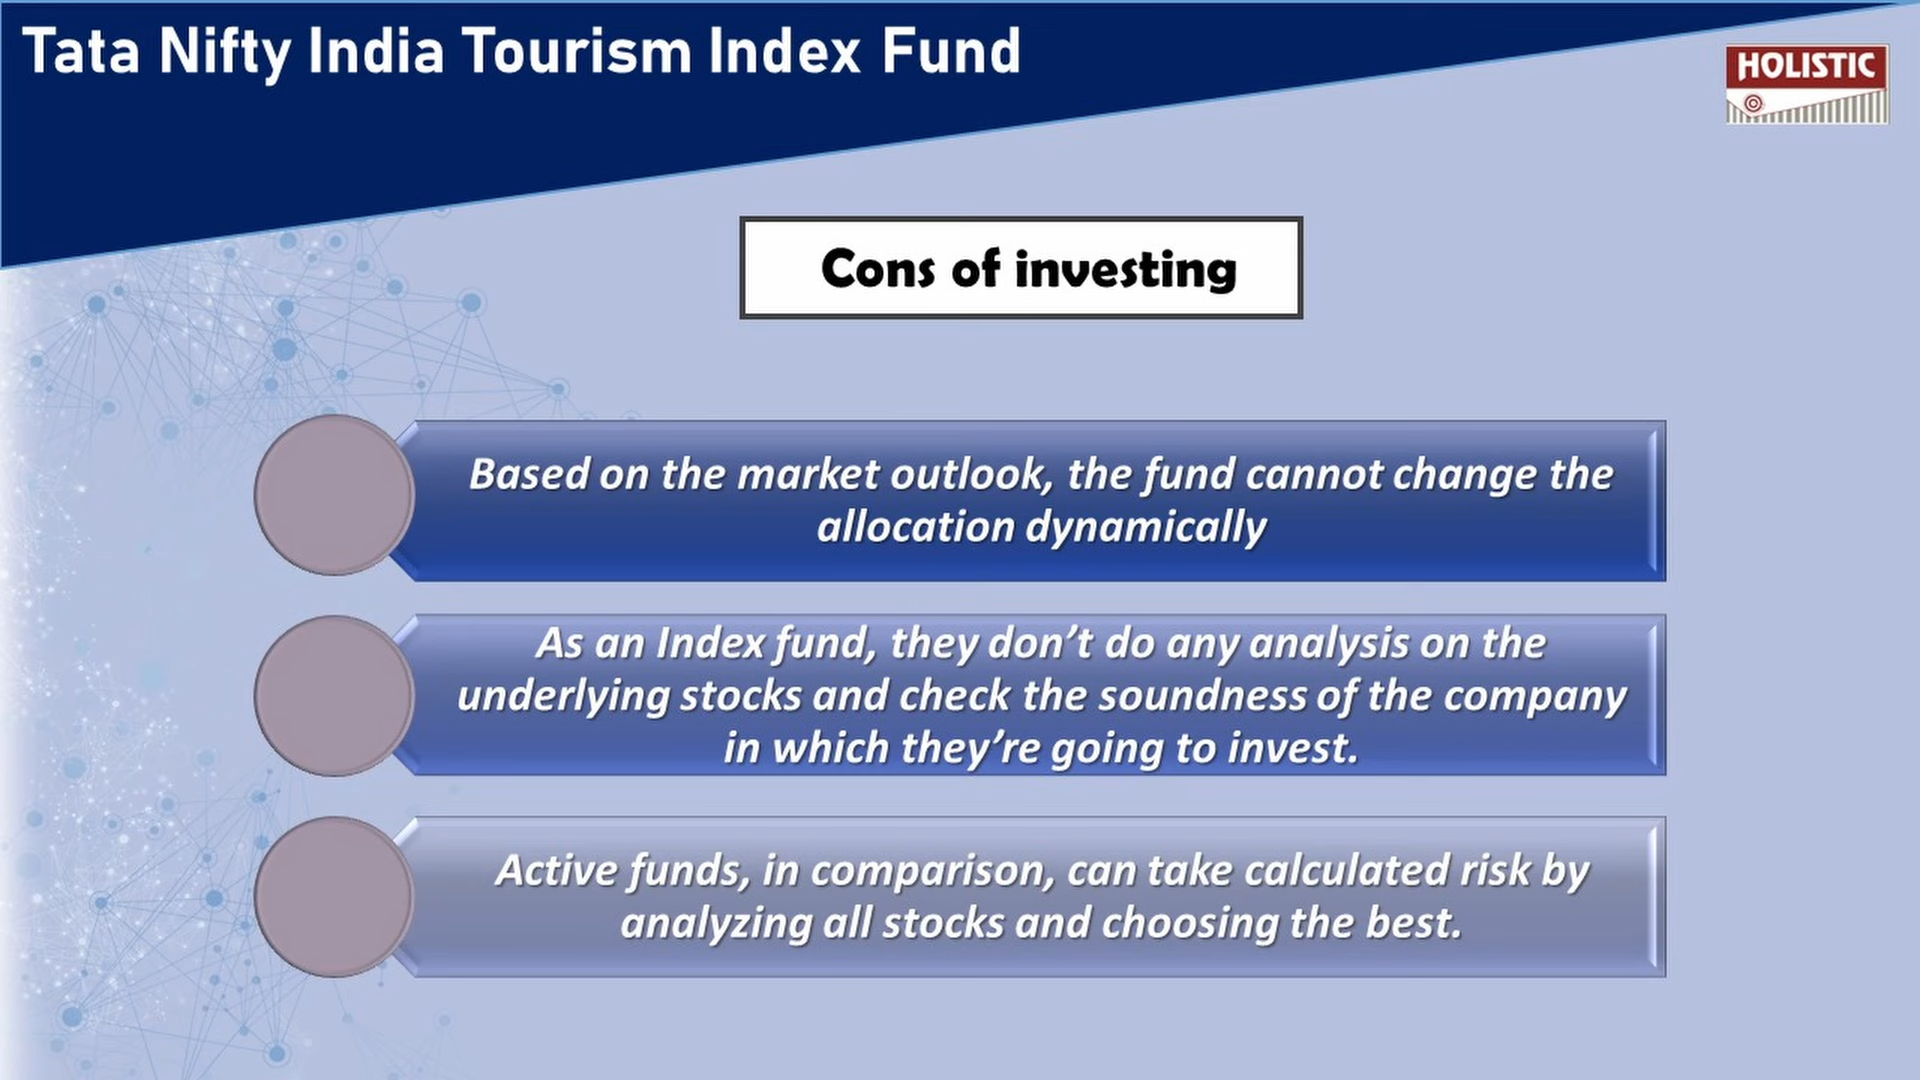 Tata Nifty India Tourism Index Fund
HOLISTIC
Cons of investing
Based on the market outlook, the fund cannot change the
allocation dynamically
As an Index fund, they don’t do any analysis on the
underlying stocks and check the soundness of the company
in which they’re going to invest.
Active funds, in comparison, can take calculated risk by
analyzing all stocks and choosing the best.